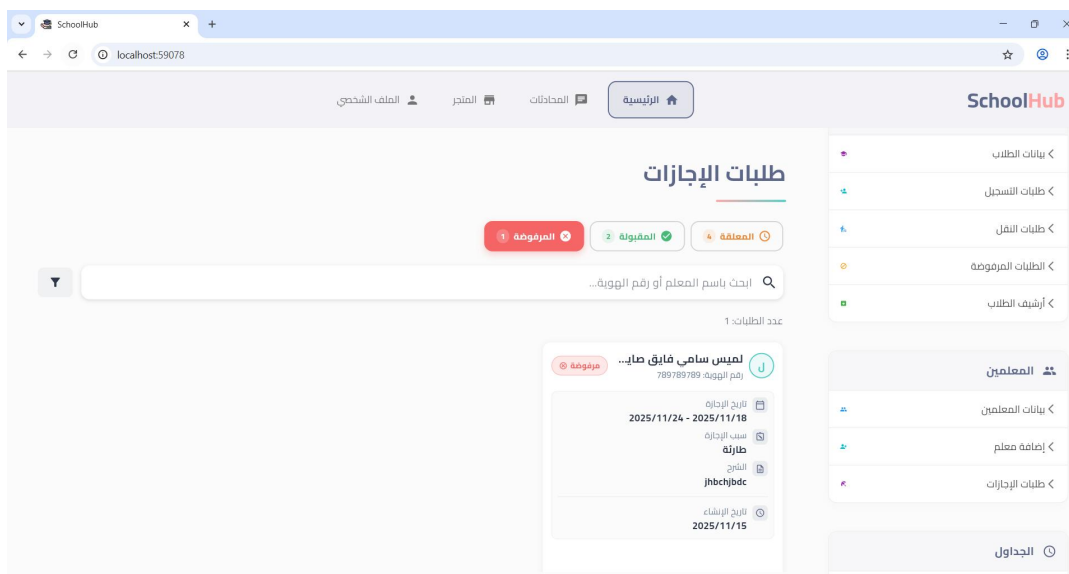 SchoolHub
localhost:59078
SchoolHub
الرئيسية
المحادثات
المتجر
الملف الشخصي
بيانات الطلاب
طلبات التسجيل
طلبات النقل
الطلبات المرفوضة
أرشيف الطلاب
المعلمين
بيانات المعلمين
إضافة معلم
طلبات الإجازات
الجداول
طلبات الإجازات
المعلقة 4
المقبولة 2
المرفوضة 1
ابحث باسم المعلم أو رقم الهوية...
عدد الطلبات: 1
ل
لميس سامي فايق صاي...
مرفوضة
رقم الهوية: 789789789
تاريخ الإجازة
2025/11/24 - 2025/11/18
سبب الإجازة
طارئة
الشرح
jhbchjbdc
تاريخ الإنشاء
2025/11/15